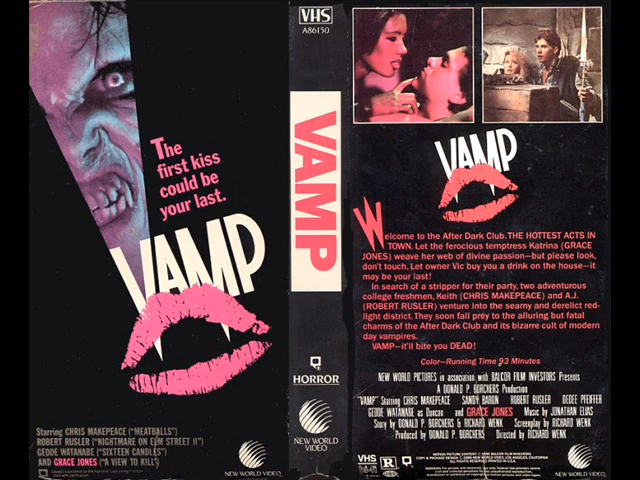 The
first kiss
could be
your last.
VAMP
Starring CHRIS MAKEPEACE ("MEATBALLS")
ROBERT RUSLER ("NIGHTMARE ON ELM STREET II")
GEDDE WATANABE ("SIXTEEN CANDLES")
and GRACE JONES ("A VIEW TO KILL")
NEW WORLD VIDEO
VHS
A86150
VAMP
HORROR
NEW WORLD
VIDEO
VAMP
Welcome to the After Dark Club. THE HOTTEST ACTS IN
TOWN. Let the ferocious temptress Katrina (GRACE
JONES) weave her web of divine passion—but please look,
don't touch. Let owner Vic buy you a drink on the house—it
may be your last!
In search of a stripper for their party, two adventurous
college freshmen, Keith (CHRIS MAKEPEACE) and A.J.
(ROBERT RUSLER) venture into the seamy and derelict red-
light district. They soon fall prey to the alluring but fatal
charms of the After Dark Club and its bizarre cult of modern
day vampires.
VAMP—it'll bite you DEAD!
Color—Running Time 93 Minutes
NEW WORLD PICTURES in association with BALCOR FILM INVESTORS Presents
A DONALD P. BORCHERS Production
"VAMP" Starring CHRIS MAKEPEACE SANDY BARON ROBERT RUSLER DEDEE PFEIFFER
GEDDE WATANABE as Duncan and GRACE JONES Music by JONATHAN ELIAS
Story by DONALD P. BORCHERS & RICHARD WENK Screenplay by RICHARD WENK
Produced by DONALD P. BORCHERS Directed by RICHARD WENK
VHS
R
NEW WORLD VIDEO